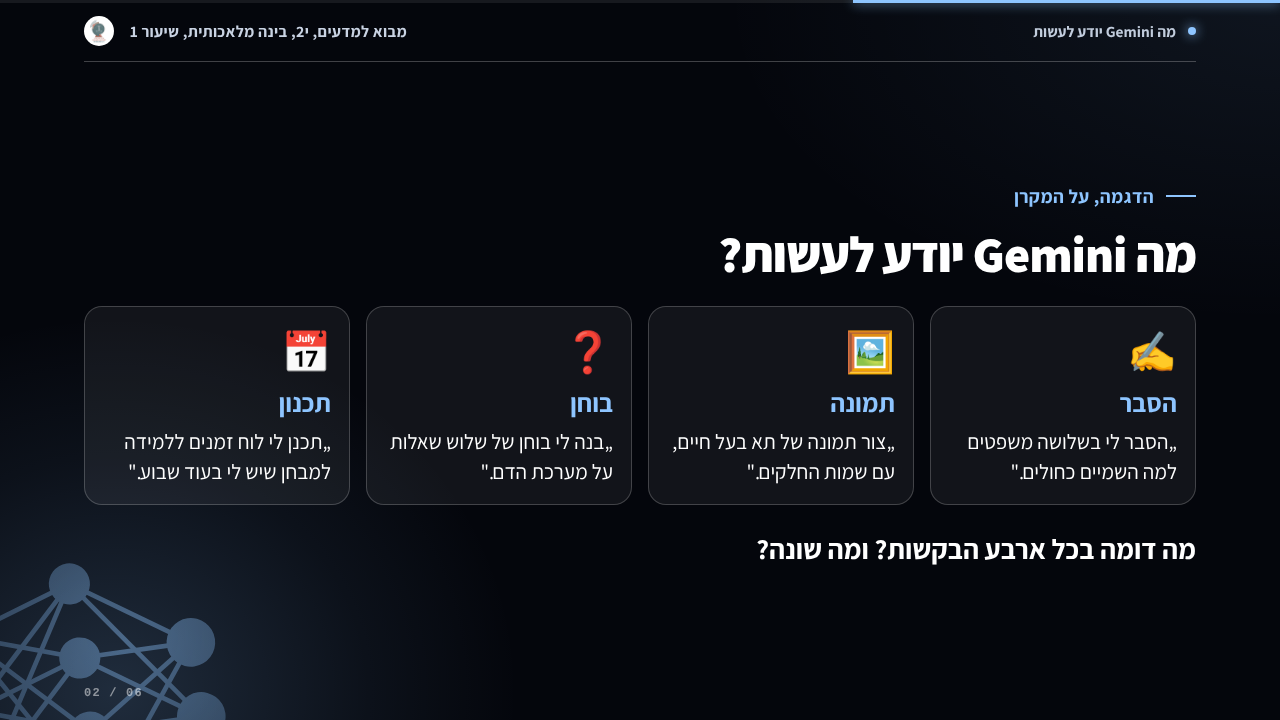 מה Gemini יודע לעשות
מבוא למדעים, י2, בינה מלאכותית, שיעור 1
הדגמה, על המקרן
מה Gemini יודע לעשות?
הסבר
„הסבר לי בשלושה משפטים
למה השמיים כחולים."
תמונה
„צור תמונה של תא בעל חיים,
עם שמות החלקים."
❓
בוחן
„בנה לי בוחן של שלוש שאלות
על מערכת הדם."
July
17
תכנון
„תכנן לי לוח זמנים ללמידה
למבחן שיש לי בעוד שבוע."
מה דומה בכל ארבע הבקשות? ומה שונה?
02 / 06